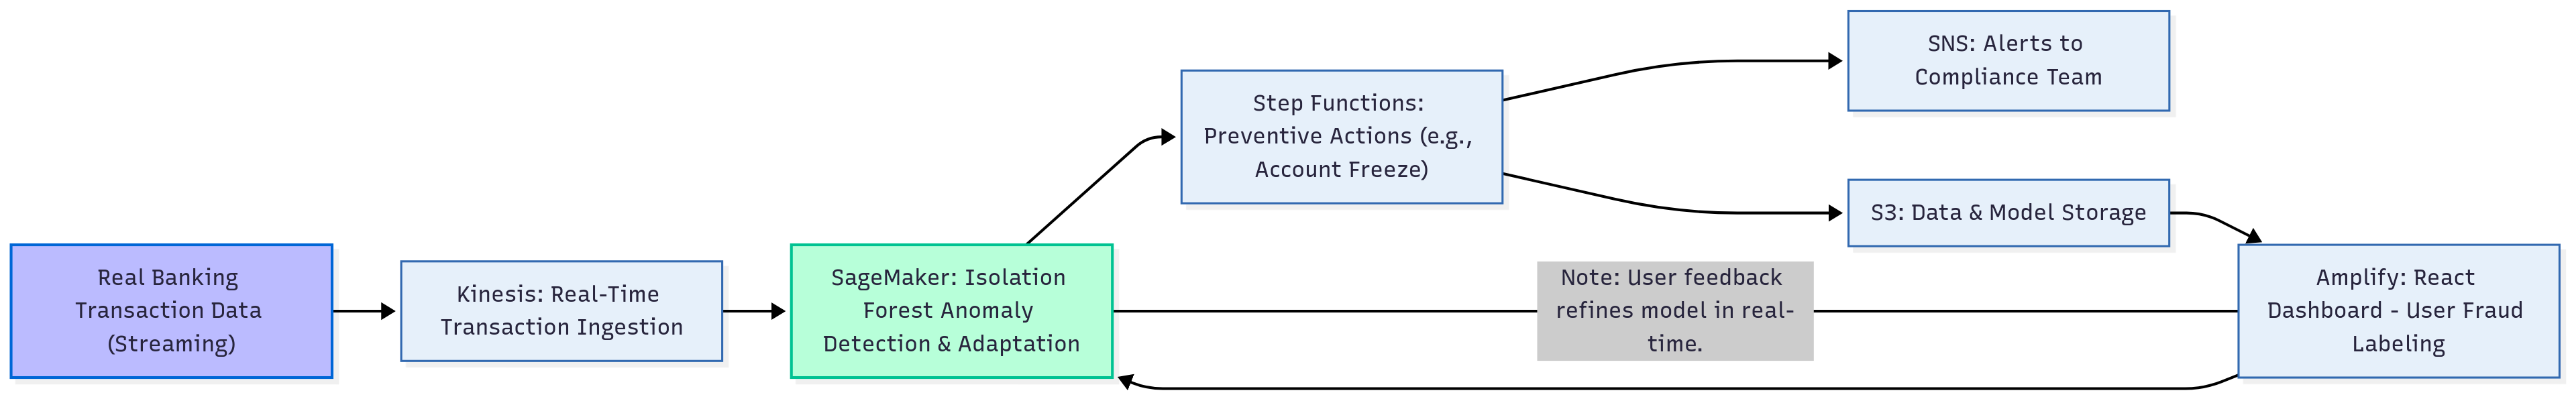 Real Banking
Transaction Data
(Streaming)
Kinesis: Real-Time
Transaction Ingestion
SageMaker: Isolation
Forest Anomaly
Detection & Adaptation
Step Functions:
Preventive Actions (e.g.,
Account Freeze)
SNS: Alerts to
Compliance Team
S3: Data & Model Storage
Note: User feedback
refines model in real-
time.
Amplify: React
Dashboard - User Fraud
Labeling